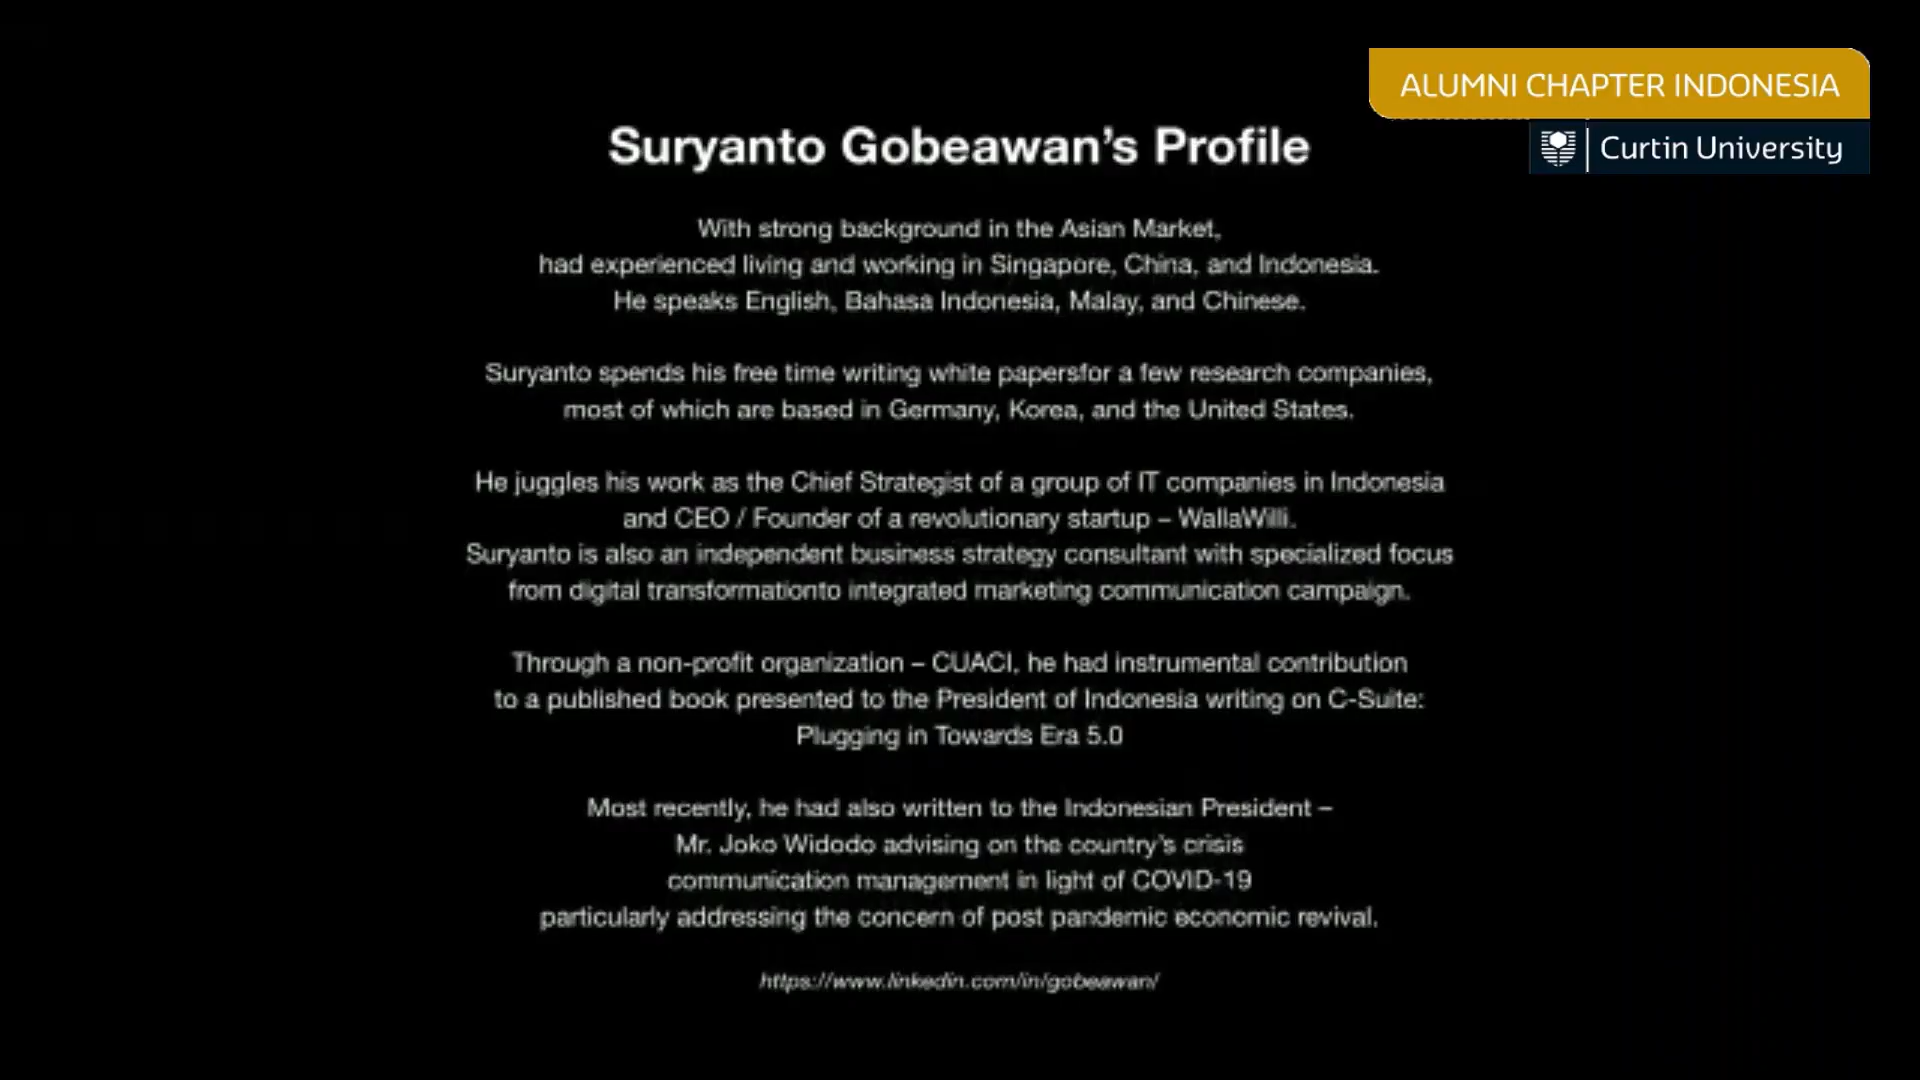 ALUMNI CHAPTER INDONESIA
Curtin University
Suryanto Gobeawan’s Profile
With strong background in the Asian Market,
had experienced living and working in Singapore, China, and Indonesia.
He speaks English, Bahasa Indonesia, Malay, and Chinese.
Suryanto spends his free time writing white papersfor a few research companies,
most of which are based in Germany, Korea, and the United States.
He juggles his work as the Chief Strategist of a group of IT companies in Indonesia
and CEO / Founder of a revolutionary startup – WallaWilli.
Suryanto is also an independent business strategy consultant with specialized focus
from digital transformationto integrated marketing communication campaign.
Through a non-profit organization – CUACI, he had instrumental contribution
to a published book presented to the President of Indonesia writing on C-Suite:
Plugging in Towards Era 5.0
Most recently, he had also written to the Indonesian President –
Mr. Joko Widodo advising on the country’s crisis
communication management in light of COVID-19
particularly addressing the concern of post pandemic economic revival.
https://www.linkedin.com/in/gobeawan/